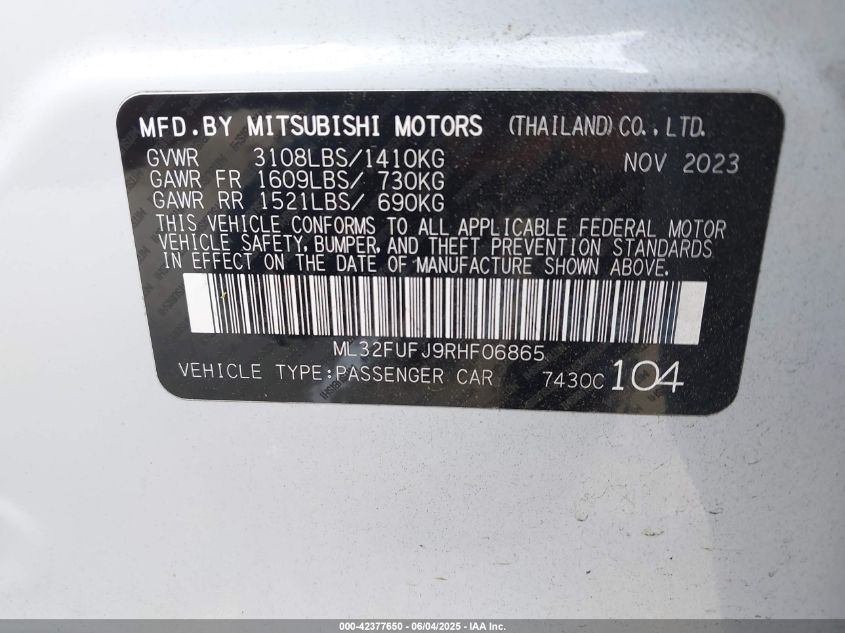 MFD.BY MITSUBISHI MOTORS (THAILAND) CO., LTD.
GVWR 3108LBS/1410KG NOV 2023
GAWR FR 1609LBS/ 730KG
GAWR RR 1521LBS/ 690KG
THIS VEHICLE CONFORMS TO ALL APPLICABLE FEDERAL MOTOR
VEHICLE SAFETY, BUMPER, AND THEFT PREVENTION STANDARDS
IN EFFECT ON THE DATE OF MANUFACTURE SHOWN ABOVE.
ML32FUFJ9RHF06865
VEHICLE TYPE:PASSENGER CAR 7430C 104
000-42377650 | 06/04/2025 - IAA Inc.